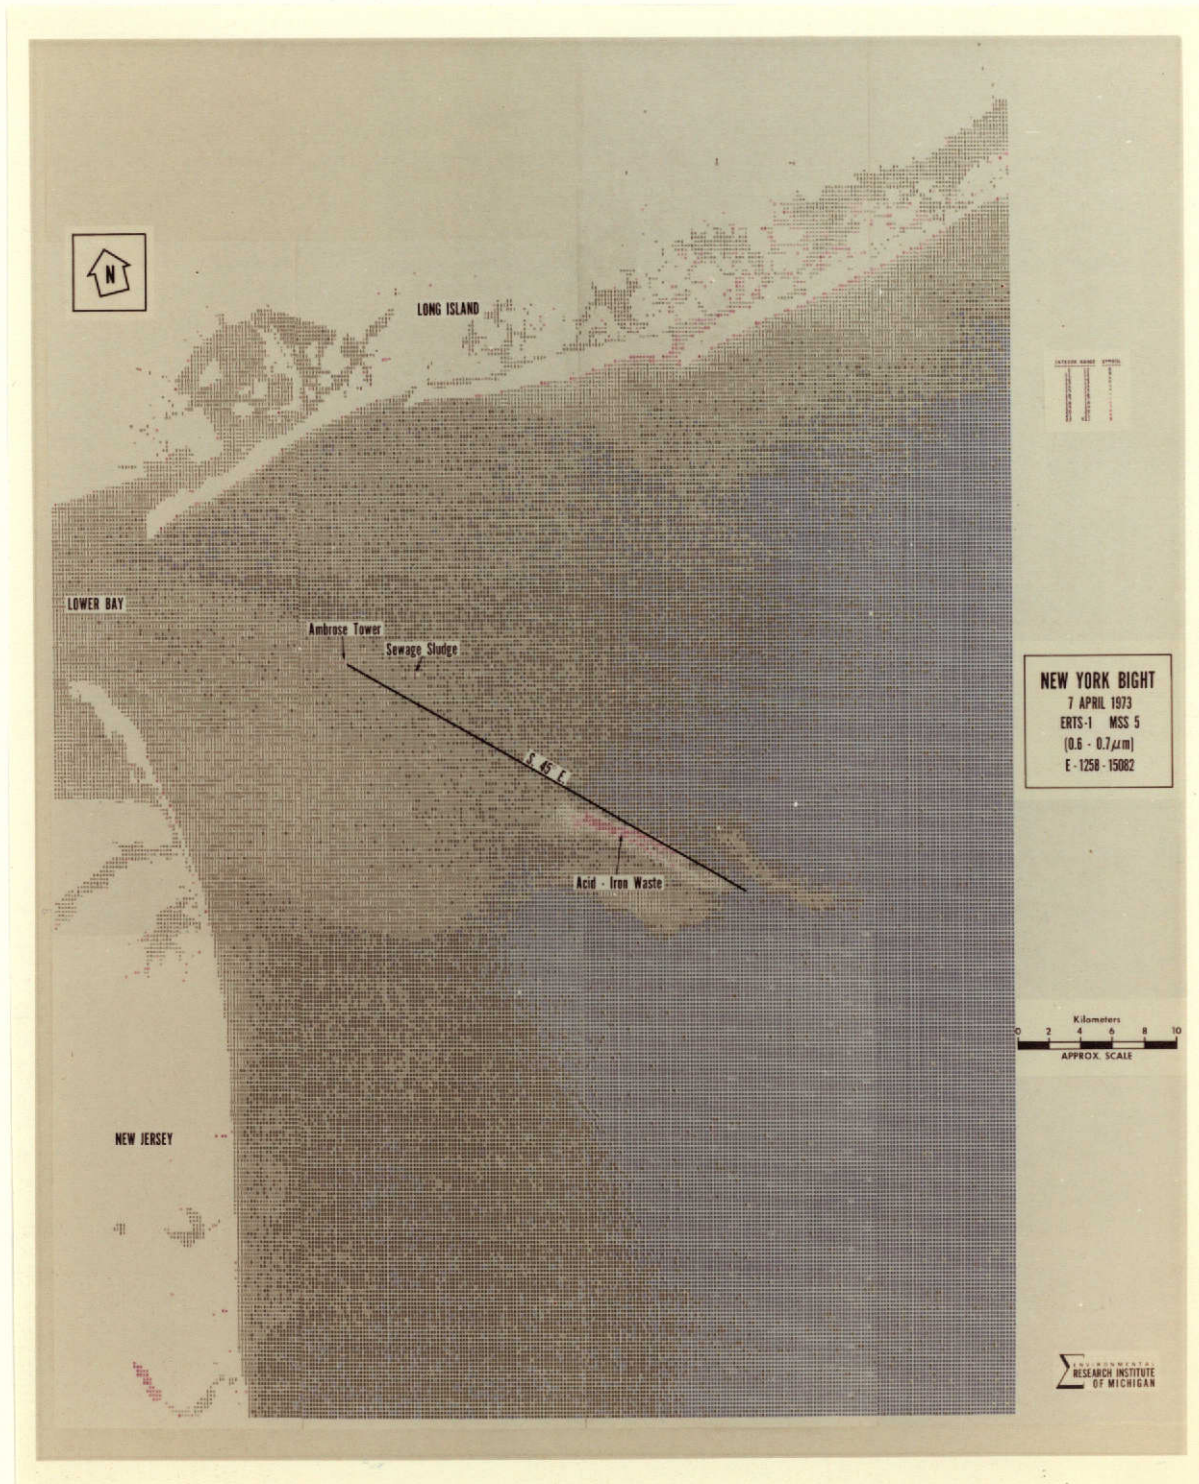 N
LONG ISLAND
LOWER BAY
Ambrose Tower
Sewage Sludge
S. 45 E.
Acid - Iron Waste
NEW YORK BIGHT
7 APRIL 1973
ERTS-1 MSS 5
(0.6 - 0.7μm)
E - 1258 - 15082
Kilometers
0 2 4 6 8 10
APPROX. SCALE
NEW JERSEY
ENVIRONMENTAL
RESEARCH INSTITUTE
OF MICHIGAN